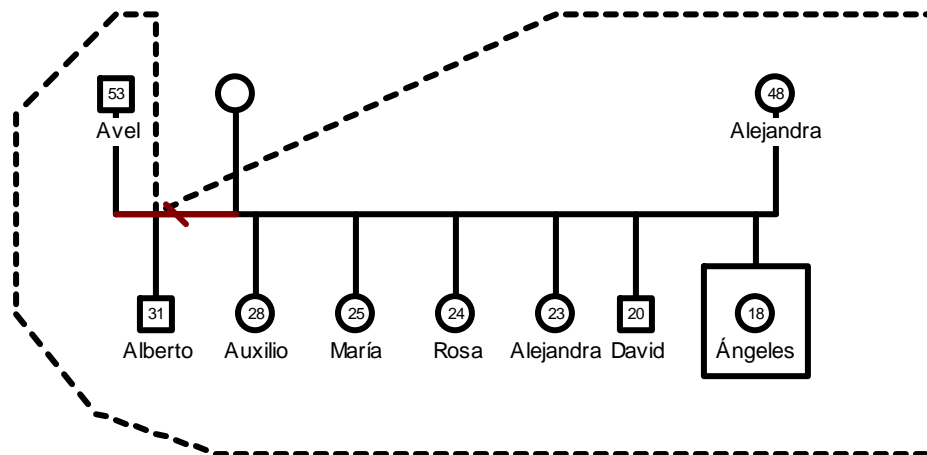 53
48
Avel
Alejandra
31
28
25
24
23
20
18
Alberto
Auxilio
María
Rosa
Alejandra
David
Ángeles